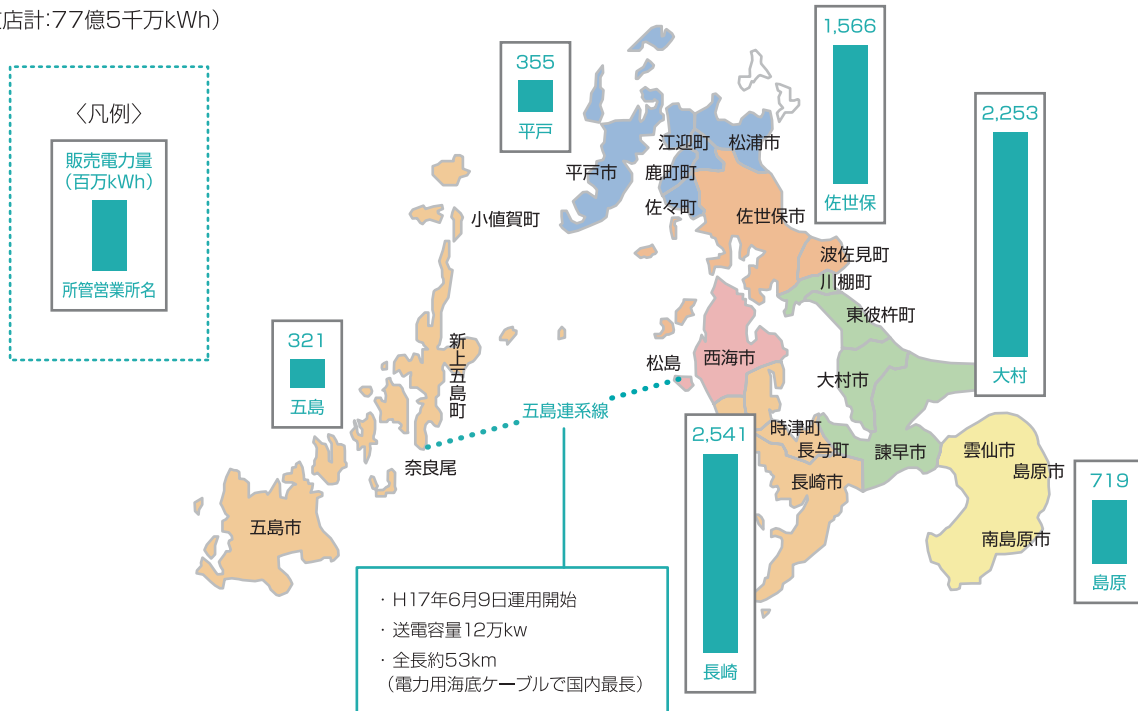 店計:77億5千万kWh）
〈凡例〉
販売電力量
（百万kWh）
所管営業所名
355
平戸
1,566
佐世保
2,253
大村
321
五島
2,541
長崎
719
島原
江迎町
松浦市
平戸市
鹿町町
佐々町
佐世保市
小値賀町
波佐見町
川棚町
東彼杵町
新上五島町
松島
西海市
大村市
五島連系線
時津町
長与町
諫早市
雲仙市
島原市
奈良尾
長崎市
五島市
南島原市
・H17年6月9日運用開始
・送電容量12万kw
・全長約53km
（電力用海底ケーブルで国内最長）